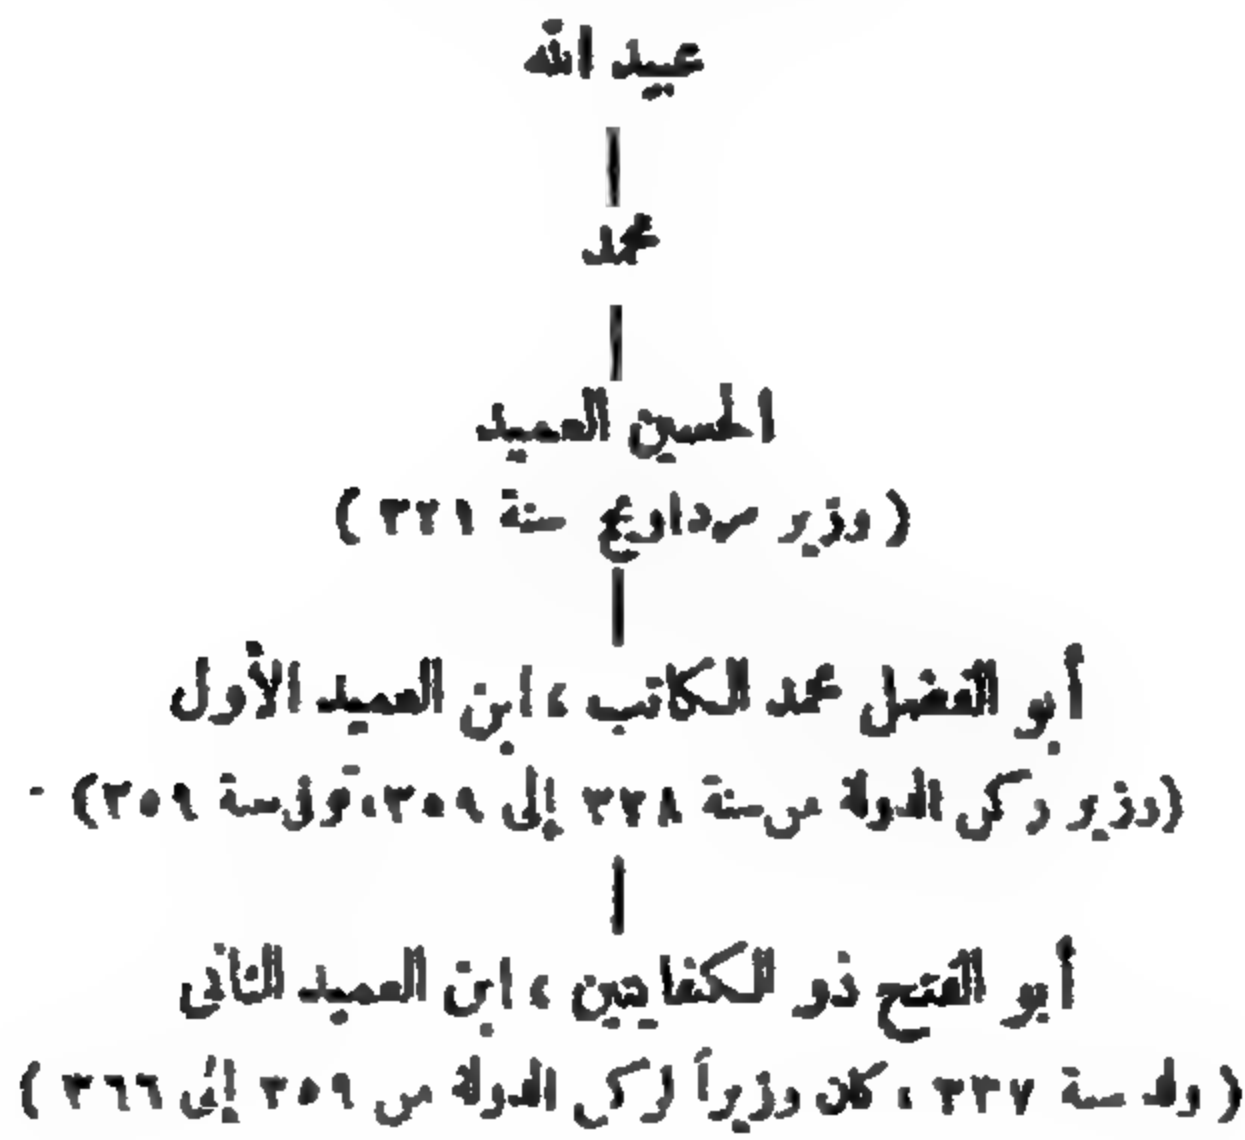 عبيد الله
محمد
الحسين العميد
( وزير مرداويج سنة ٣٢١ )
أبو الفضل محمد الكاتب ، ابن العميد الأول
(وزير ركن الدولة من سنة ٣٢٨ إلى ٣٥٩، توفى سنة ٣٥٩)
أبو الفتح ذو الكفايتين ، ابن العميد الثانى
( ولد سنة ٣٣٧ ، كان وزيراً لركن الدولة من ٣٥٩ إلى ٣٦٦ )